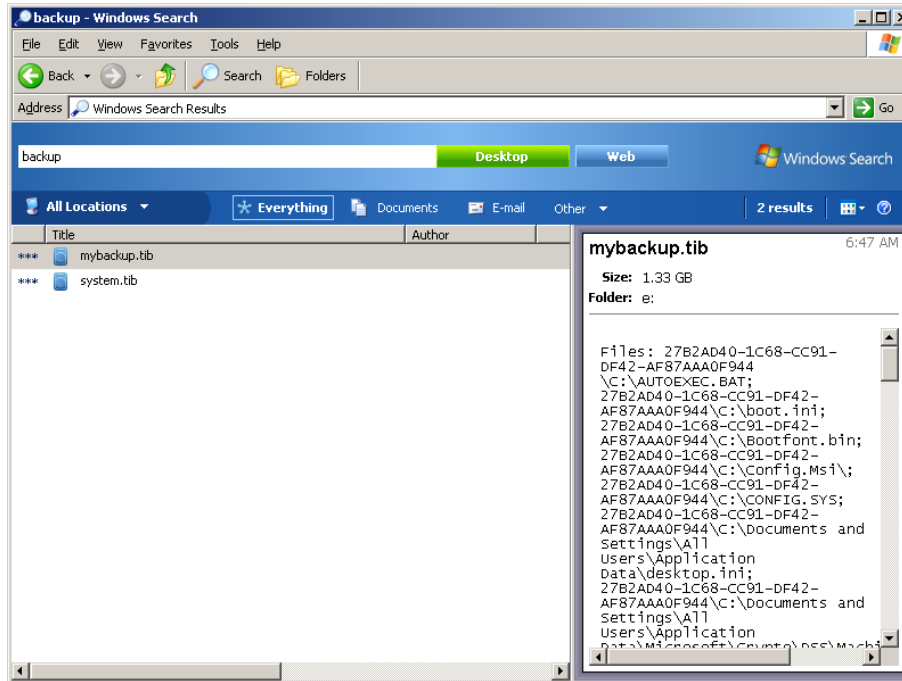 backup - Windows Search
File Edit View Favorites Tools Help
Back Search Folders
Address Windows Search Results Go
backup Desktop Web Windows Search
All Locations Everything Documents E-mail Other 2 results
Title Author
*** mybackup.tib
*** system.tib
mybackup.tib 6:47 AM
Size: 1.33 GB
Folder: e:
Files: 27B2AD40-1C68-CC91-
DF42-AF87AAA0F944
\C:\AUTOEXEC.BAT;
27B2AD40-1C68-CC91-DF42-
AF87AAA0F944\C:\boot.ini;
27B2AD40-1C68-CC91-DF42-
AF87AAA0F944\C:\Bootfont.bin;
27B2AD40-1C68-CC91-DF42-
AF87AAA0F944\C:\Config.Msi\;
27B2AD40-1C68-CC91-DF42-
AF87AAA0F944\C:\CONFIG.SYS;
27B2AD40-1C68-CC91-DF42-
AF87AAA0F944\C:\Documents and
Settings\All
Users\Application
Data\desktop.ini;
27B2AD40-1C68-CC91-DF42-
AF87AAA0F944\C:\Documents and
Settings\All
Users\Application
Data\Microsoft\Crypto\DSS\Machi